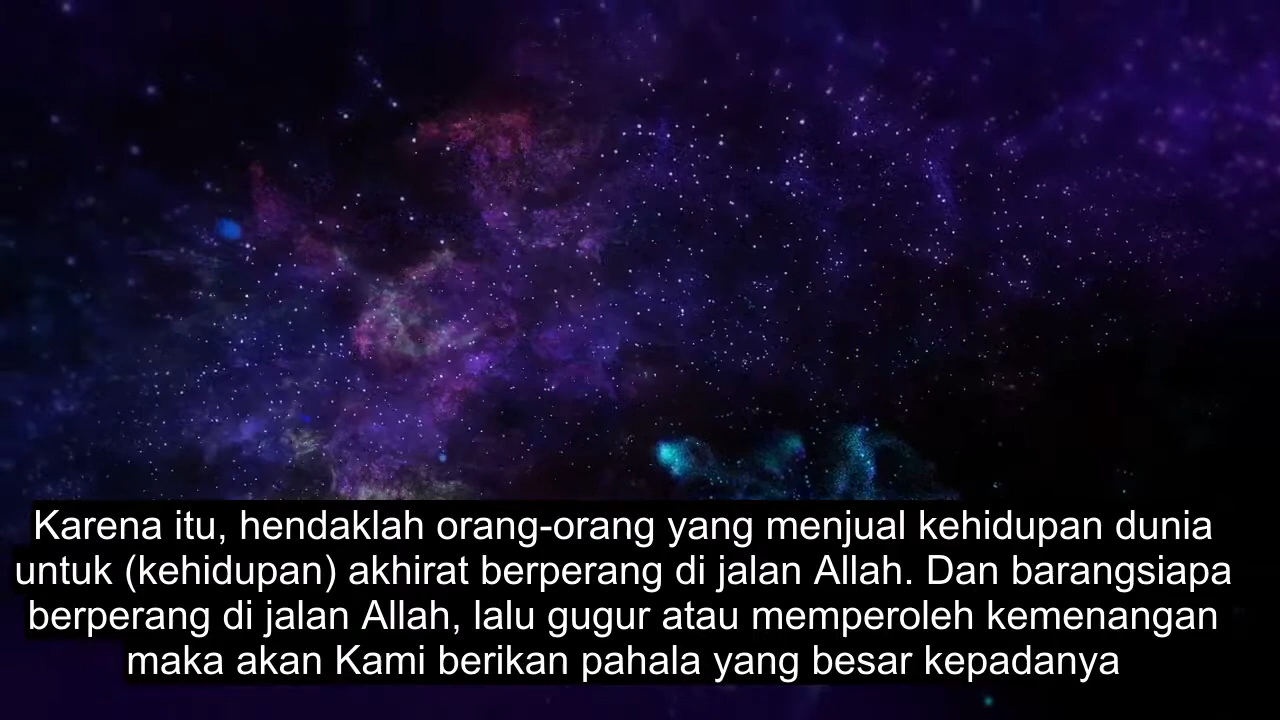 Karena itu, hendaklah orang-orang yang menjual kehidupan dunia
untuk (kehidupan) akhirat berperang di jalan Allah. Dan barangsiapa
berperang di jalan Allah, lalu gugur atau memperoleh kemenangan
maka akan Kami berikan pahala yang besar kepadanya